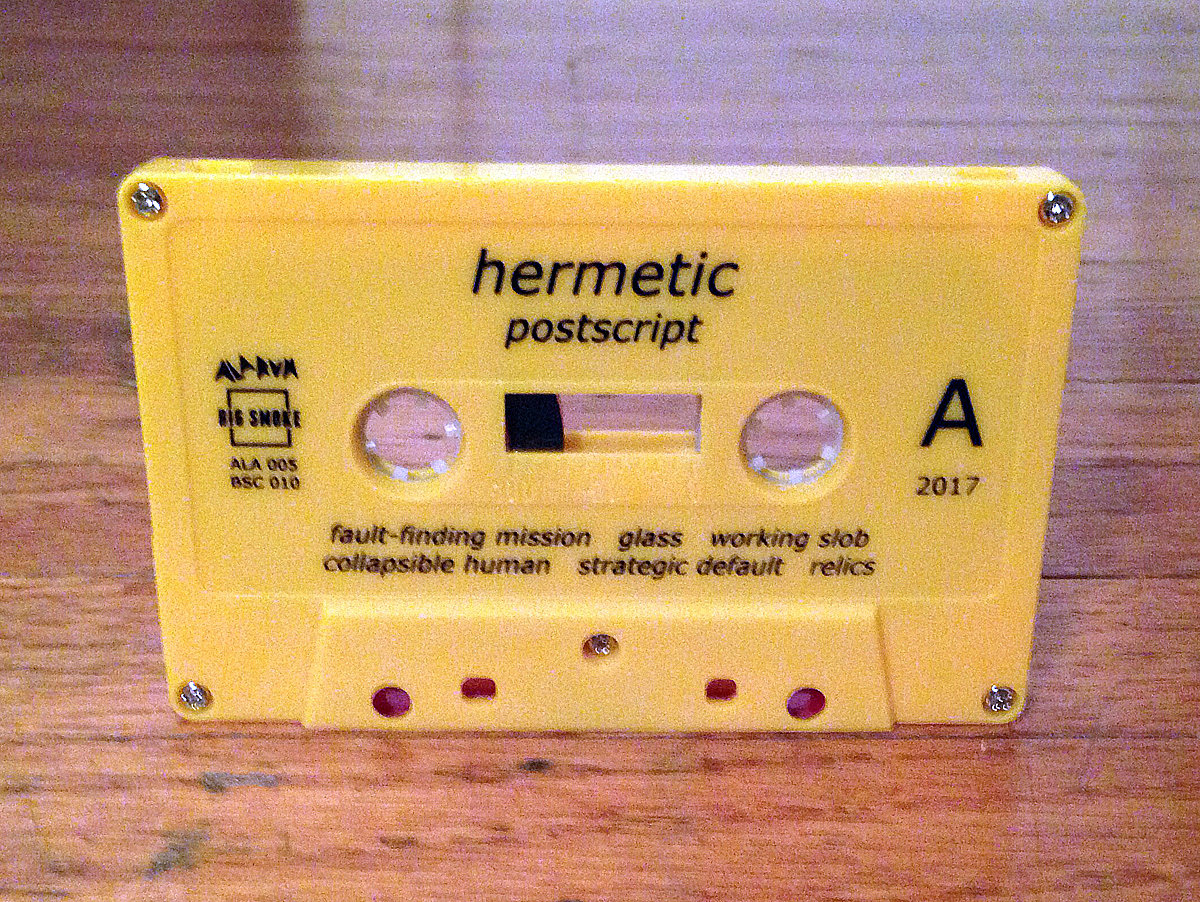 hermetic
postscript
ALARVM
BIG SMOKE
ALA 005
BSC 010
A
2017
fault-finding mission glass working slob
collapsible human strategic default relics